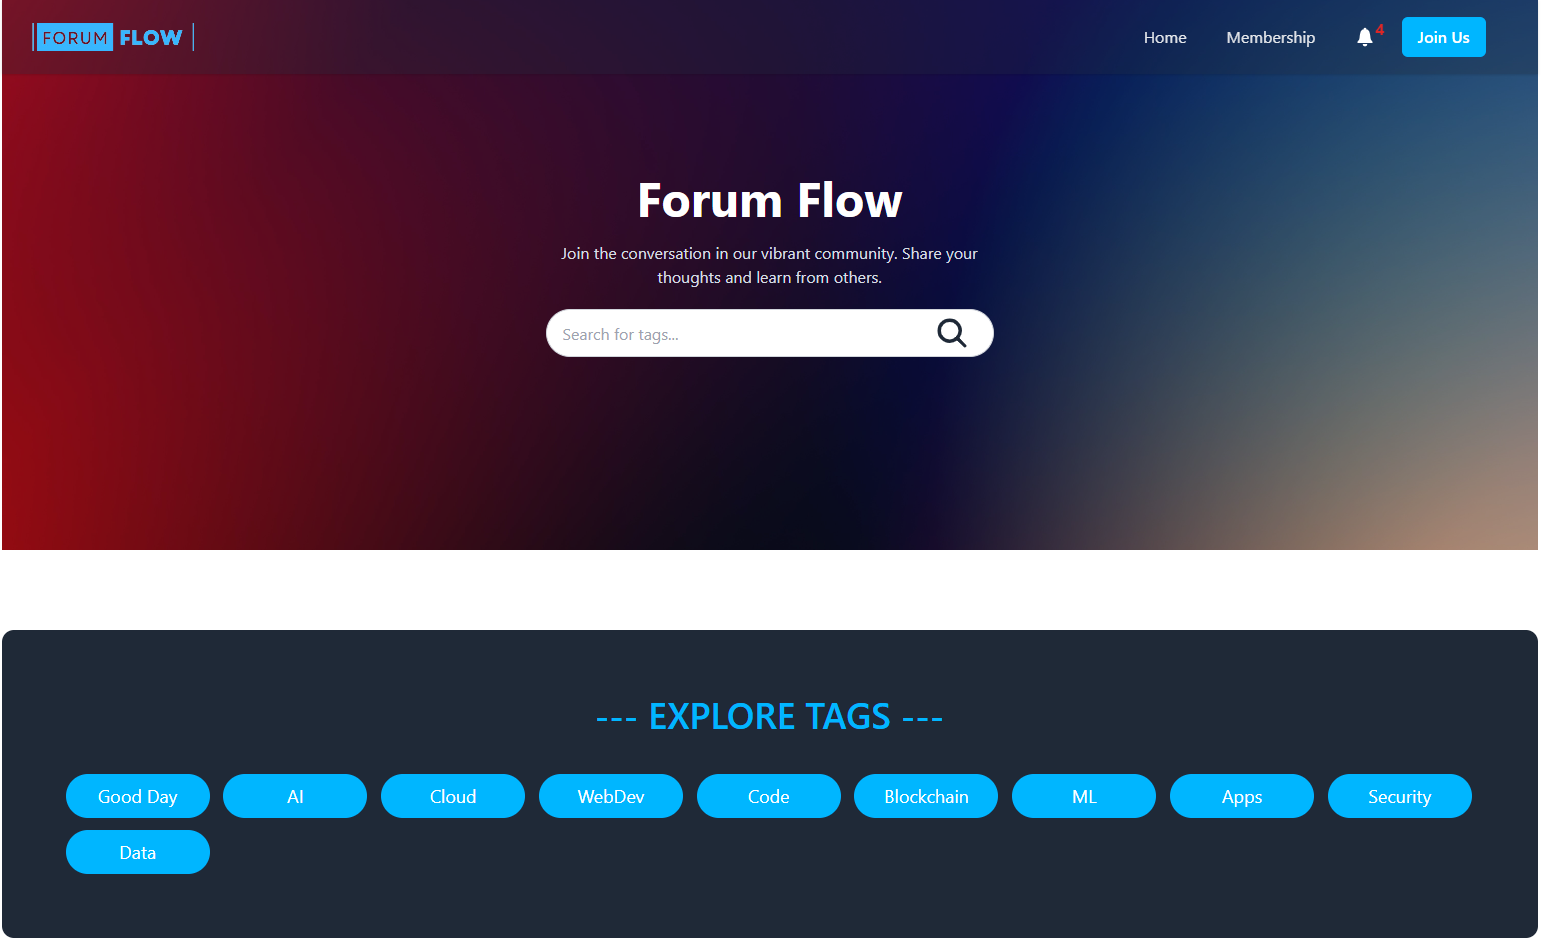 FORUM FLOW
Home
Membership
4
Join Us
Forum Flow
Join the conversation in our vibrant community. Share your
thoughts and learn from others.
Search for tags...
--- EXPLORE TAGS ---
Good Day
AI
Cloud
WebDev
Code
Blockchain
ML
Apps
Security
Data